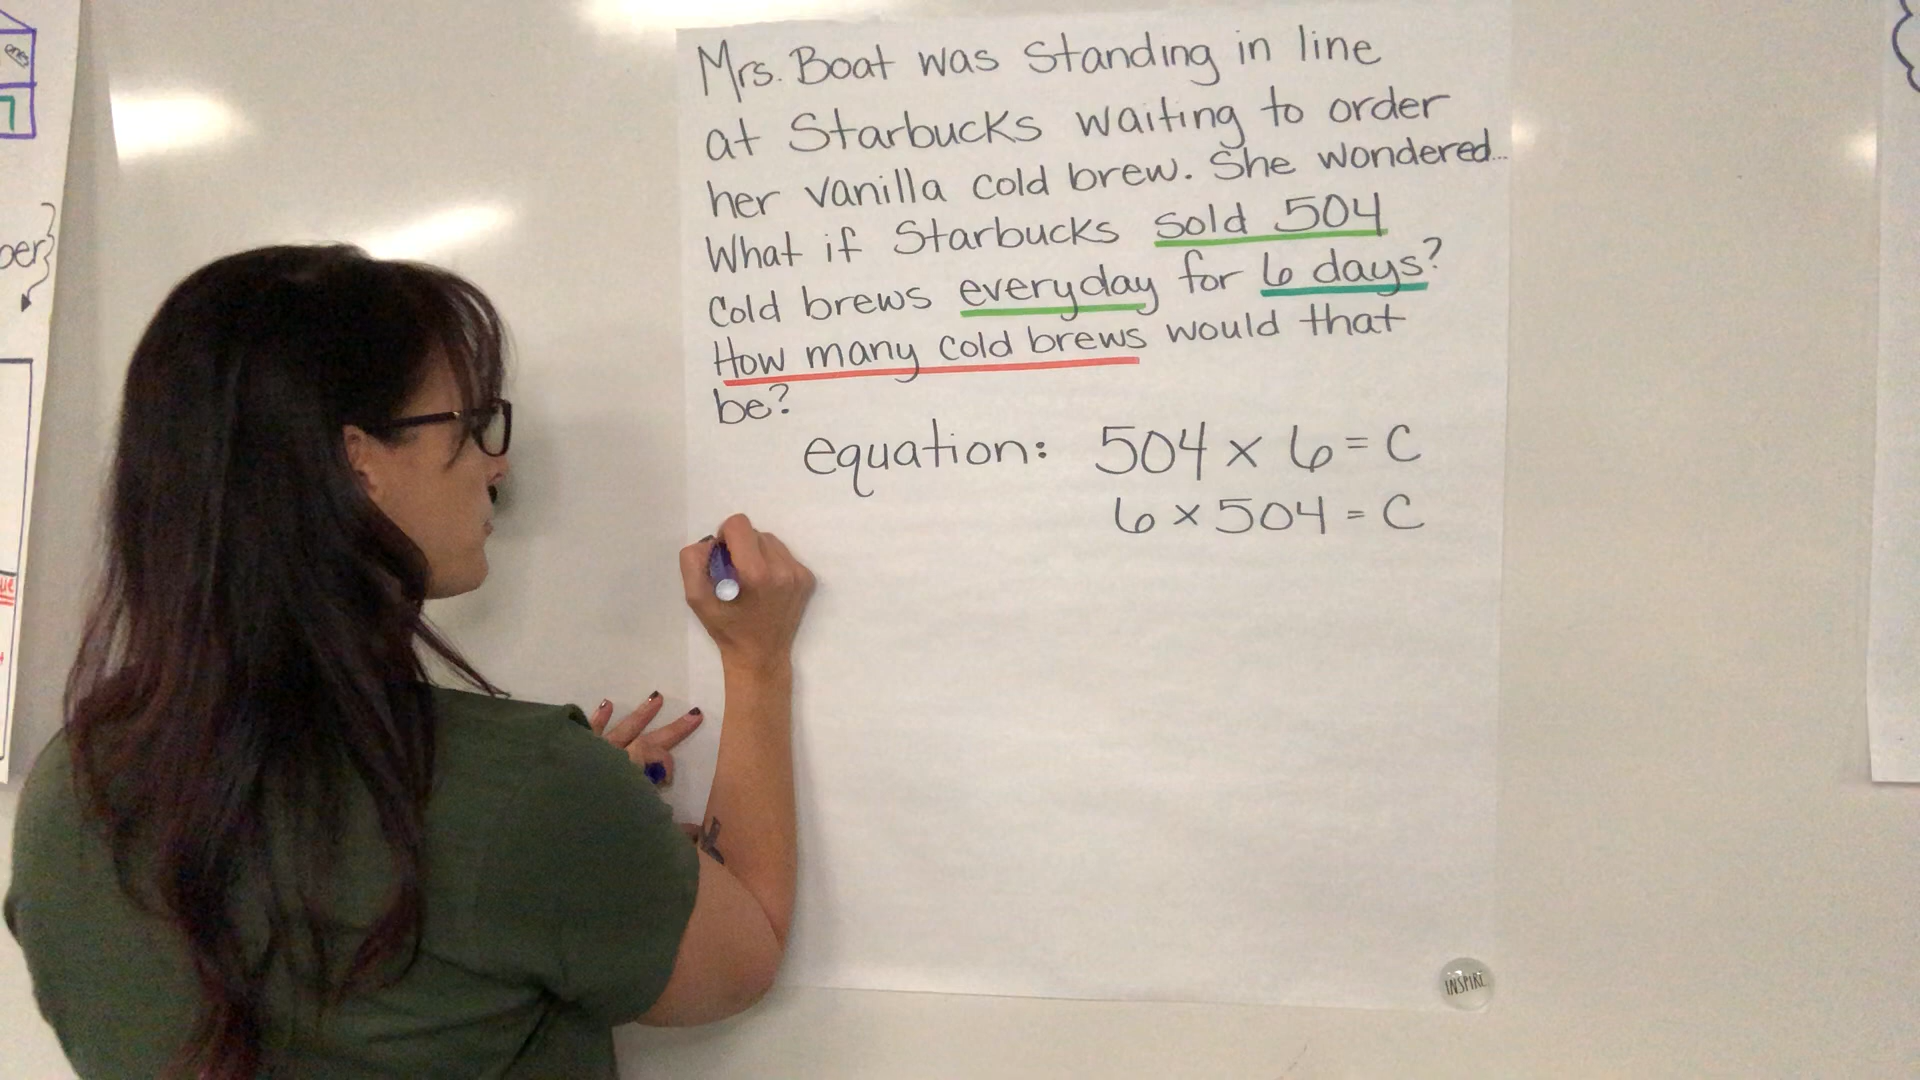 Mrs. Boat was standing in line
at Starbucks waiting to order
her vanilla cold brew. She wondered...
What if Starbucks sold 504
cold brews everyday for 6 days?
How many cold brews would that
be?
equation: 504 x 6 = C
6 x 504 = C
INSPIRE